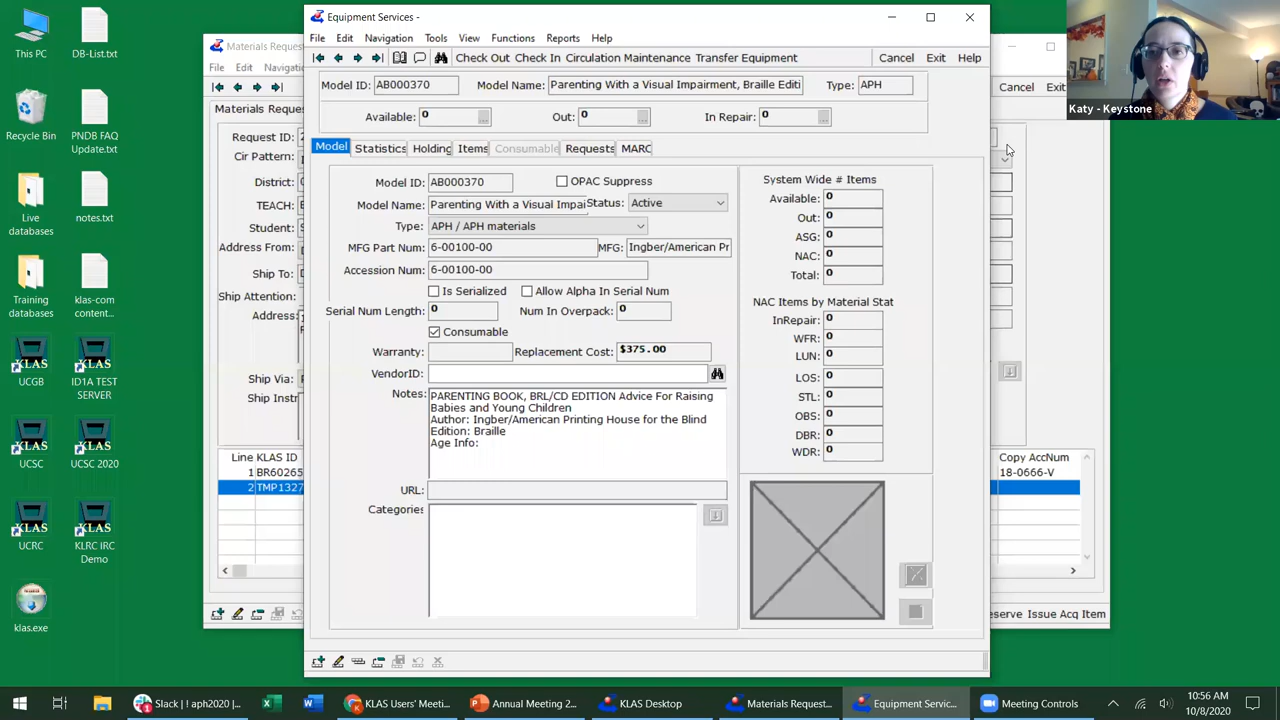 This PC
DB-List.txt
Recycle Bin
PNDB FAQ
Update.txt
Live
databases
notes.txt
Training
databases
klas-com
content...
UCGB
ID1A TEST
SERVER
UCSC
UCSC 2020
UCRC
KLRC IRC
Demo
klas.exe
Materials Reques
File Edit Navigati
Cancel Exi
Materials Reques
Request ID: 2
Cir Pattern:
District:
TEACH:
Student:
Address From:
Ship To:
Ship Attention:
Address:
Ship Via:
Ship Instr
Line KLAS ID
Copy AccNum
1 BR60265
18-0666-V
2 TMP1327
eserve Issue Acq Item
Equipment Services -
File Edit Navigation Tools View Functions Reports Help
Check Out Check In Circulation Maintenance Transfer Equipment Cancel Exit Help
Model ID: AB000370 Model Name: Parenting With a Visual Impairment, Braille Editi Type: APH
Available: 0 ... Out: 0 ... In Repair: 0 ...
Model Statistics Holding Items Consumable Requests MARC
Model ID: AB000370 OPAC Suppress
Model Name: Parenting With a Visual Impai Status: Active
Type: APH / APH materials
MFG Part Num: 6-00100-00 MFG: Ingber/American Pr
Accession Num: 6-00100-00
Is Serialized Allow Alpha In Serial Num
Serial Num Length: 0 Num In Overpack: 0
Consumable
Warranty: Replacement Cost: $375.00
VendorID:
Notes: PARENTING BOOK, BRL/CD EDITION Advice For Raising
Babies and Young Children
Author: Ingber/American Printing House for the Blind
Edition: Braille
Age Info:
URL:
Categories
System Wide # Items
Available: 0
Out: 0
ASG: 0
NAC: 0
Total: 0
NAC Items by Material Stat
InRepair: 0
WFR: 0
LUN: 0
LOS: 0
STL: 0
OBS: 0
DBR: 0
WDR: 0
Katy - Keystone
Slack | ! aph2020 |...
KLAS Users' Meeti...
Annual Meeting 2...
KLAS Desktop
Materials Reques...
Equipment Servic...
Meeting Controls
10:56 AM
10/8/2020